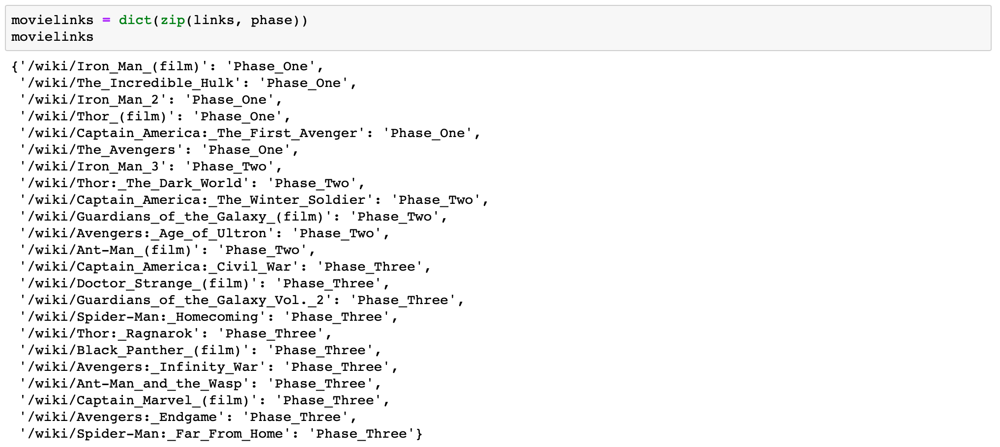 movielinks = dict(zip(links, phase))
movielinks
{'/wiki/Iron_Man_(film)': 'Phase_One',
 '/wiki/The_Incredible_Hulk': 'Phase_One',
 '/wiki/Iron_Man_2': 'Phase_One',
 '/wiki/Thor_(film)': 'Phase_One',
 '/wiki/Captain_America:_The_First_Avenger': 'Phase_One',
 '/wiki/The_Avengers': 'Phase_One',
 '/wiki/Iron_Man_3': 'Phase_Two',
 '/wiki/Thor:_The_Dark_World': 'Phase_Two',
 '/wiki/Captain_America:_The_Winter_Soldier': 'Phase_Two',
 '/wiki/Guardians_of_the_Galaxy_(film)': 'Phase_Two',
 '/wiki/Avengers:_Age_of_Ultron': 'Phase_Two',
 '/wiki/Ant-Man_(film)': 'Phase_Two',
 '/wiki/Captain_America:_Civil_War': 'Phase_Three',
 '/wiki/Doctor_Strange_(film)': 'Phase_Three',
 '/wiki/Guardians_of_the_Galaxy_Vol._2': 'Phase_Three',
 '/wiki/Spider-Man:_Homecoming': 'Phase_Three',
 '/wiki/Thor:_Ragnarok': 'Phase_Three',
 '/wiki/Black_Panther_(film)': 'Phase_Three',
 '/wiki/Avengers:_Infinity_War': 'Phase_Three',
 '/wiki/Ant-Man_and_the_Wasp': 'Phase_Three',
 '/wiki/Captain_Marvel_(film)': 'Phase_Three',
 '/wiki/Avengers:_Endgame': 'Phase_Three',
 '/wiki/Spider-Man:_Far_From_Home': 'Phase_Three'}